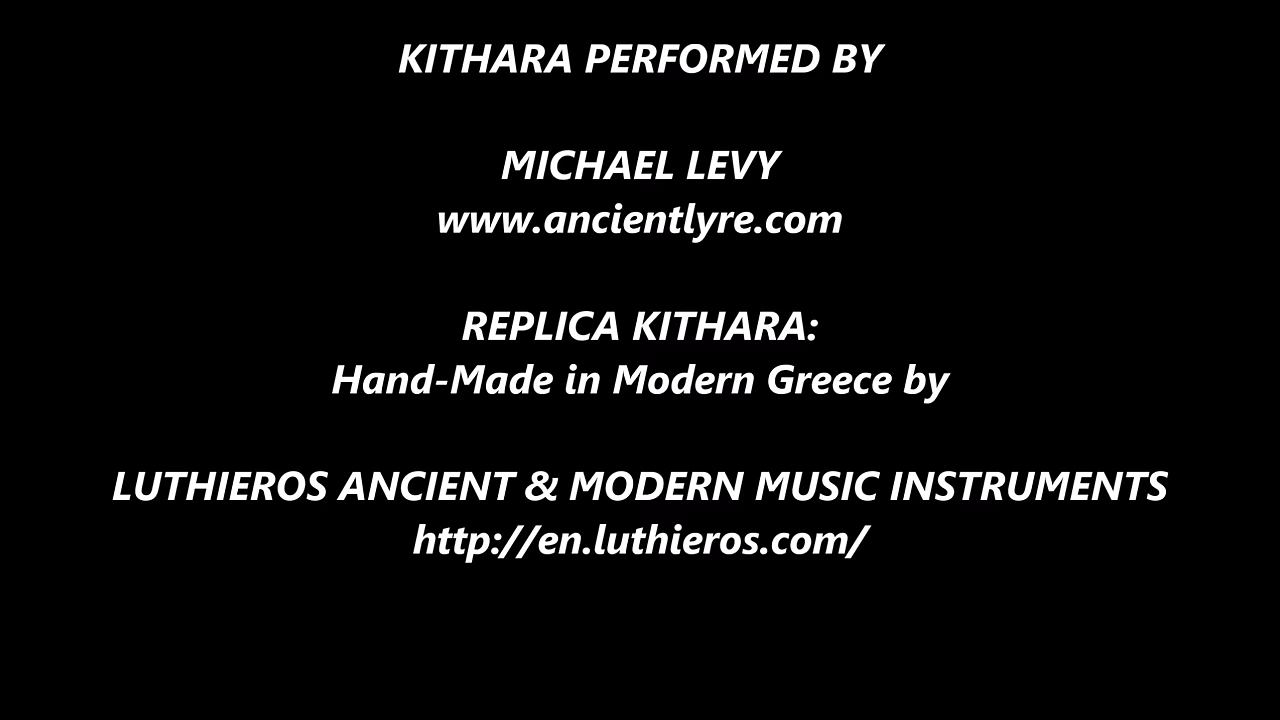 KITHARA PERFORMED BY
MICHAEL LEVY
www.ancientlyre.com
REPLICA KITHARA:
Hand-Made in Modern Greece by
LUTHIEROS ANCIENT & MODERN MUSIC INSTRUMENTS
http://en.luthieros.com/